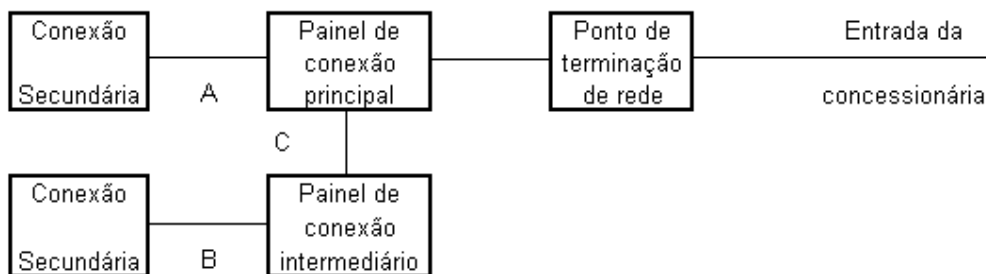 Conexão
Secundária
A
Painel de
conexão
principal
Ponto de
terminação
de rede
Entrada da
concessionária
C
Conexão
Secundária
B
Painel de
conexão
intermediário